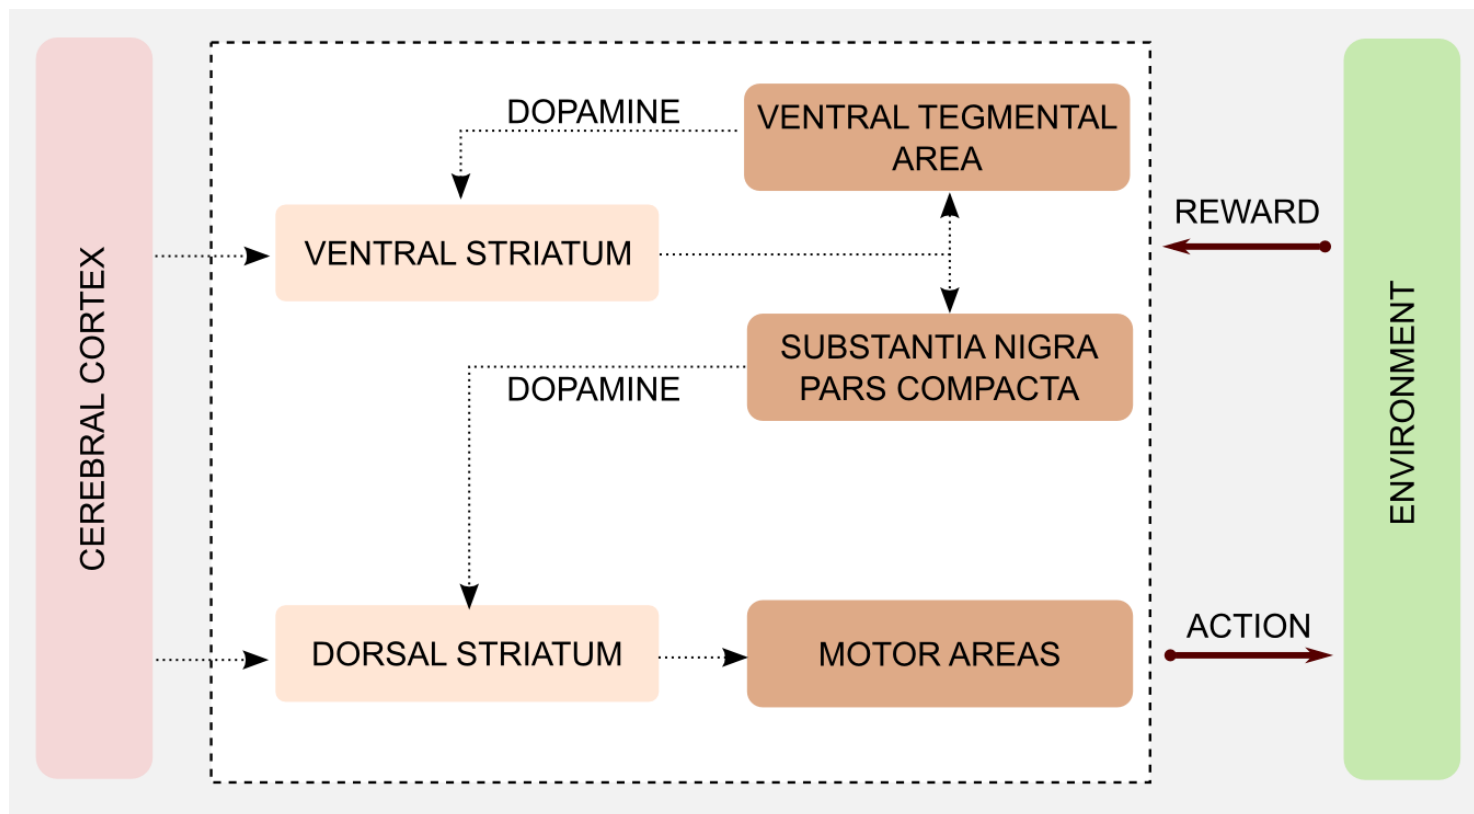 CEREBRAL CORTEX
DOPAMINE
VENTRAL TEGMENTAL
AREA
VENTRAL STRIATUM
SUBSTANTIA NIGRA
PARS COMPACTA
DOPAMINE
DORSAL STRIATUM
MOTOR AREAS
REWARD
ACTION
ENVIRONMENT